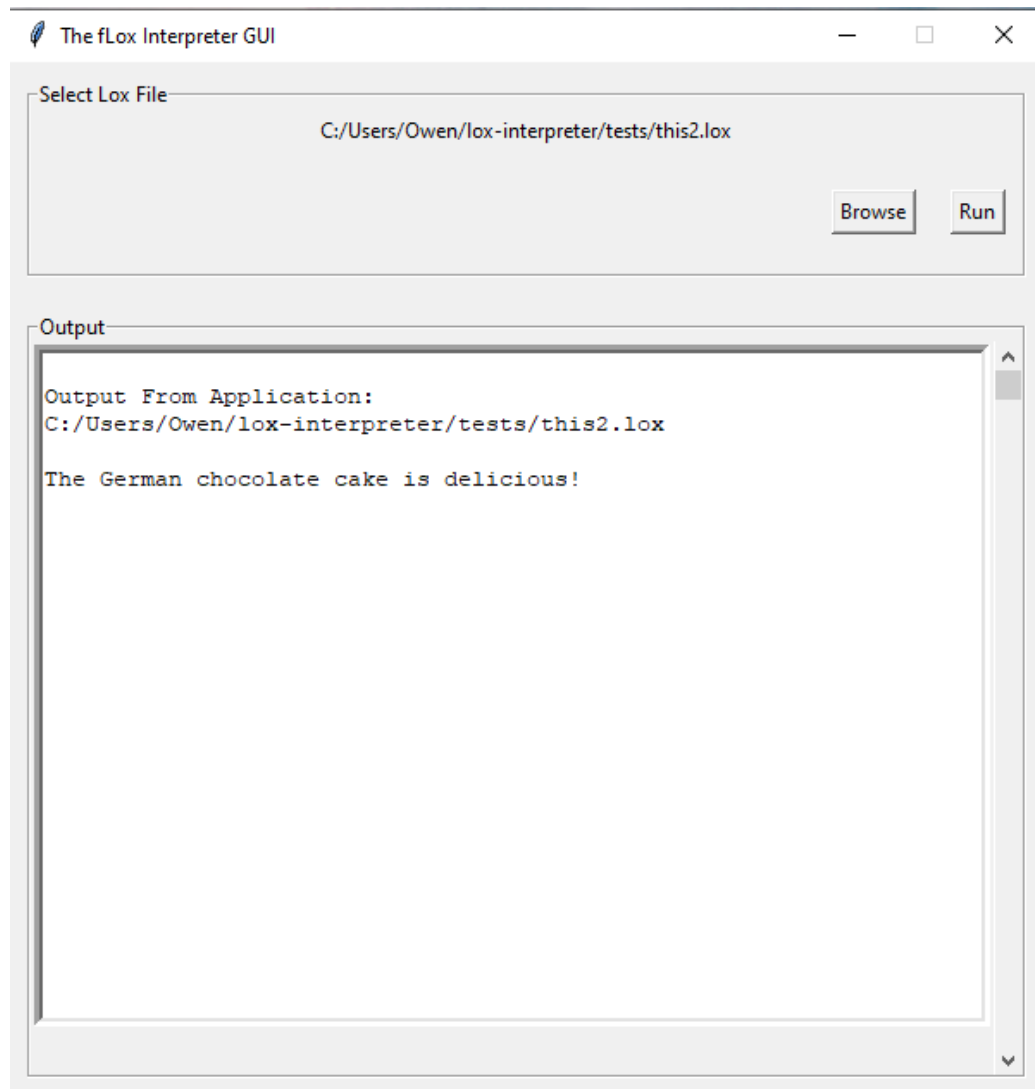 The fLox Interpreter GUI
Select Lox File
C:/Users/Owen/lox-interpreter/tests/this2.lox
Browse Run
Output
Output From Application:
C:/Users/Owen/lox-interpreter/tests/this2.lox
The German chocolate cake is delicious!